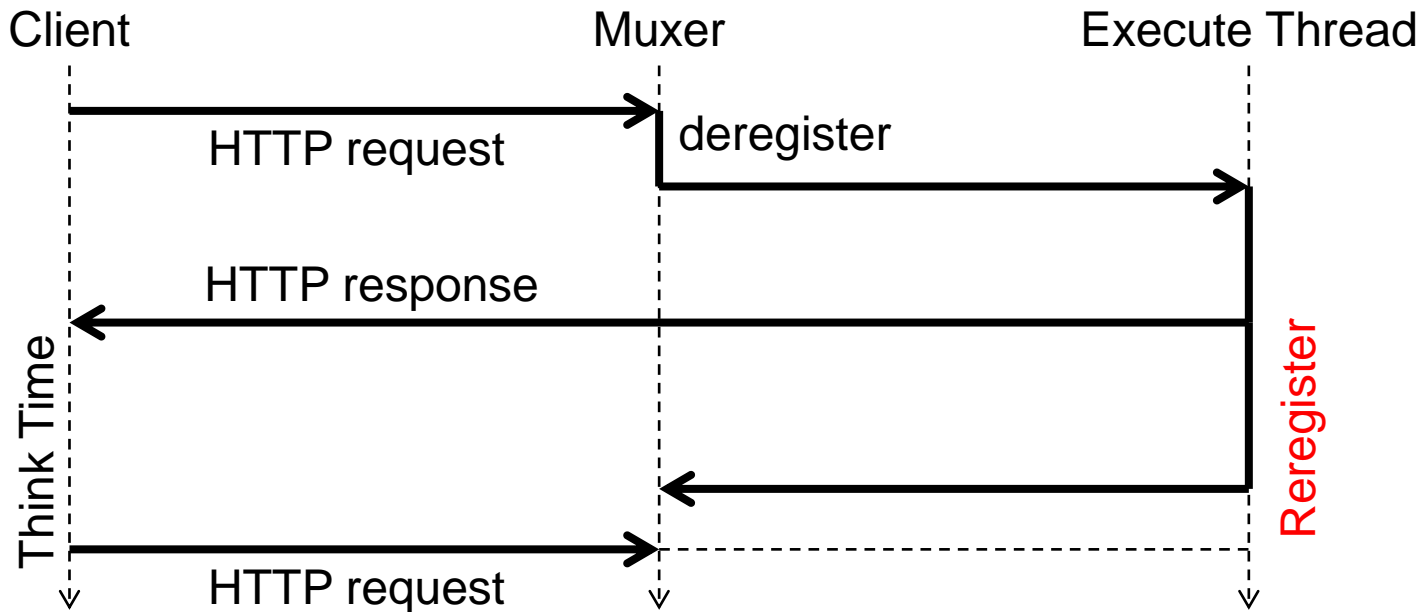 Client
Muxer
Execute Thread
HTTP request
deregister
HTTP response
Think Time
Reregister
HTTP request